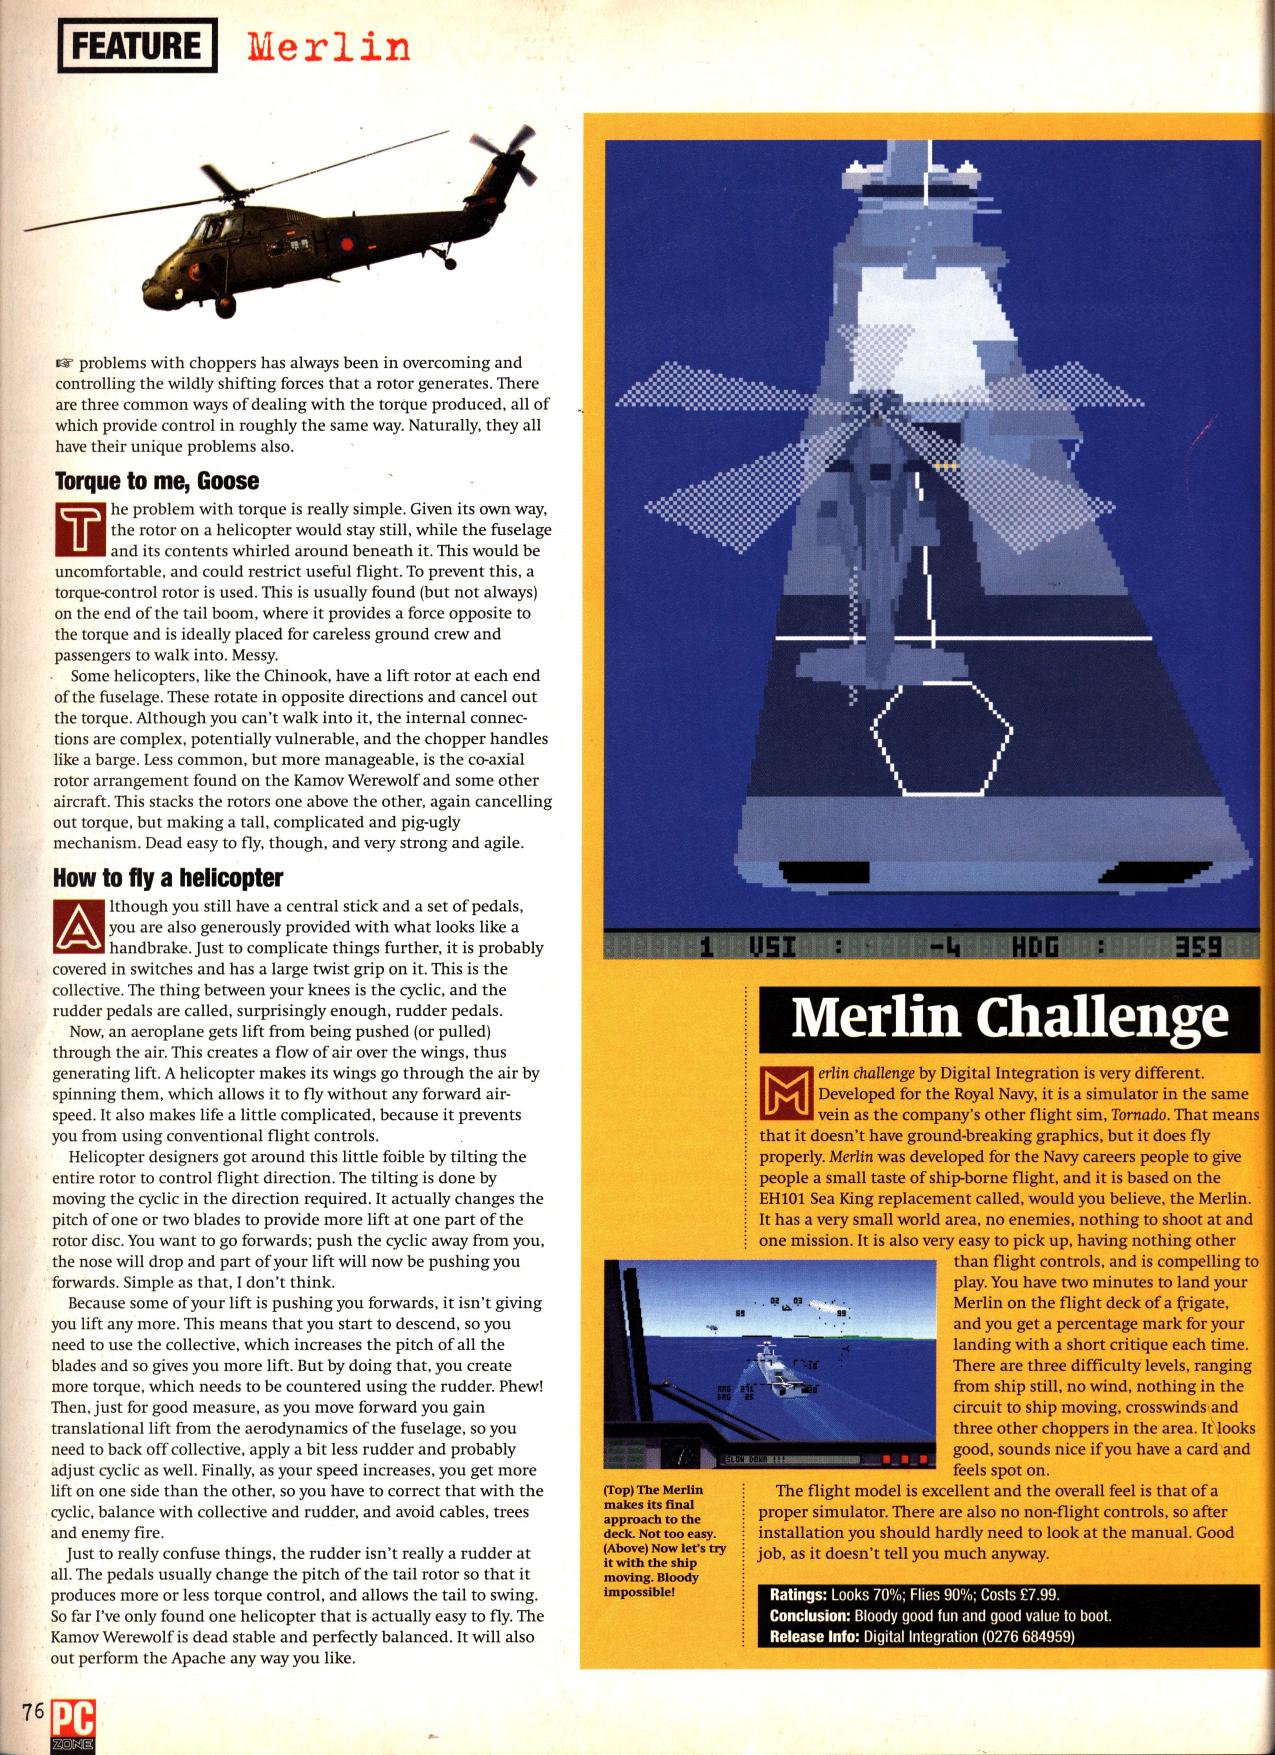 FEATURE Merlin
☞ problems with choppers has always been in overcoming and
controlling the wildly shifting forces that a rotor generates. There
are three common ways of dealing with the torque produced, all of
which provide control in roughly the same way. Naturally, they all
have their unique problems also.
Torque to me, Goose
The problem with torque is really simple. Given its own way,
the rotor on a helicopter would stay still, while the fuselage
and its contents whirled around beneath it. This would be
uncomfortable, and could restrict useful flight. To prevent this, a
torque-control rotor is used. This is usually found (but not always)
on the end of the tail boom, where it provides a force opposite to
the torque and is ideally placed for careless ground crew and
passengers to walk into. Messy.
Some helicopters, like the Chinook, have a lift rotor at each end
of the fuselage. These rotate in opposite directions and cancel out
the torque. Although you can't walk into it, the internal connec-
tions are complex, potentially vulnerable, and the chopper handles
like a barge. Less common, but more manageable, is the co-axial
rotor arrangement found on the Kamov Werewolf and some other
aircraft. This stacks the rotors one above the other, again cancelling
out torque, but making a tall, complicated and pig-ugly
mechanism. Dead easy to fly, though, and very strong and agile.
How to fly a helicopter
Although you still have a central stick and a set of pedals,
you are also generously provided with what looks like a
handbrake. Just to complicate things further, it is probably
covered in switches and has a large twist grip on it. This is the
collective. The thing between your knees is the cyclic, and the
rudder pedals are called, surprisingly enough, rudder pedals.
Now, an aeroplane gets lift from being pushed (or pulled)
through the air. This creates a flow of air over the wings, thus
generating lift. A helicopter makes its wings go through the air by
spinning them, which allows it to fly without any forward air-
speed. It also makes life a little complicated, because it prevents
you from using conventional flight controls.
Helicopter designers got around this little foible by tilting the
entire rotor to control flight direction. The tilting is done by
moving the cyclic in the direction required. It actually changes the
pitch of one or two blades to provide more lift at one part of the
rotor disc. You want to go forwards; push the cyclic away from you,
the nose will drop and part of your lift will now be pushing you
forwards. Simple as that, I don't think.
Because some of your lift is pushing you forwards, it isn't giving
you lift any more. This means that you start to descend, so you
need to use the collective, which increases the pitch of all the
blades and so gives you more lift. But by doing that, you create
more torque, which needs to be countered using the rudder. Phew!
Then, just for good measure, as you move forward you gain
translational lift from the aerodynamics of the fuselage, so you
need to back off collective, apply a bit less rudder and probably
adjust cyclic as well. Finally, as your speed increases, you get more
lift on one side than the other, so you have to correct that with the
cyclic, balance with collective and rudder, and avoid cables, trees
and enemy fire.
Just to really confuse things, the rudder isn't really a rudder at
all. The pedals usually change the pitch of the tail rotor so that it
produces more or less torque control, and allows the tail to swing.
So far I've only found one helicopter that is actually easy to fly. The
Kamov Werewolf is dead stable and perfectly balanced. It will also
out perform the Apache any way you like.
1 VSI : -4 HDG : 359
Merlin Challenge
Merlin challenge by Digital Integration is very different.
Developed for the Royal Navy, it is a simulator in the same
vein as the company's other flight sim, Tornado. That means
that it doesn't have ground-breaking graphics, but it does fly
properly. Merlin was developed for the Navy careers people to give
people a small taste of ship-borne flight, and it is based on the
EH101 Sea King replacement called, would you believe, the Merlin.
It has a very small world area, no enemies, nothing to shoot at and
one mission. It is also very easy to pick up, having nothing other
than flight controls, and is compelling to
play. You have two minutes to land your
Merlin on the flight deck of a frigate,
and you get a percentage mark for your
landing with a short critique each time.
There are three difficulty levels, ranging
from ship still, no wind, nothing in the
circuit to ship moving, crosswinds and
three other choppers in the area. It looks
good, sounds nice if you have a card and
feels spot on.
The flight model is excellent and the overall feel is that of a
proper simulator. There are also no non-flight controls, so after
installation you should hardly need to look at the manual. Good
job, as it doesn't tell you much anyway.
02 03
69 99
-10
RNG 271
BRG 25
SLOW DOWN !!!
(Top) The Merlin
makes its final
approach to the
deck. Not too easy.
(Above) Now let's try
it with the ship
moving. Bloody
impossible!
Ratings: Looks 70%; Flies 90%; Costs £7.99.
Conclusion: Bloody good fun and good value to boot.
Release Info: Digital Integration (0276 684959)
76 PC
ZONE